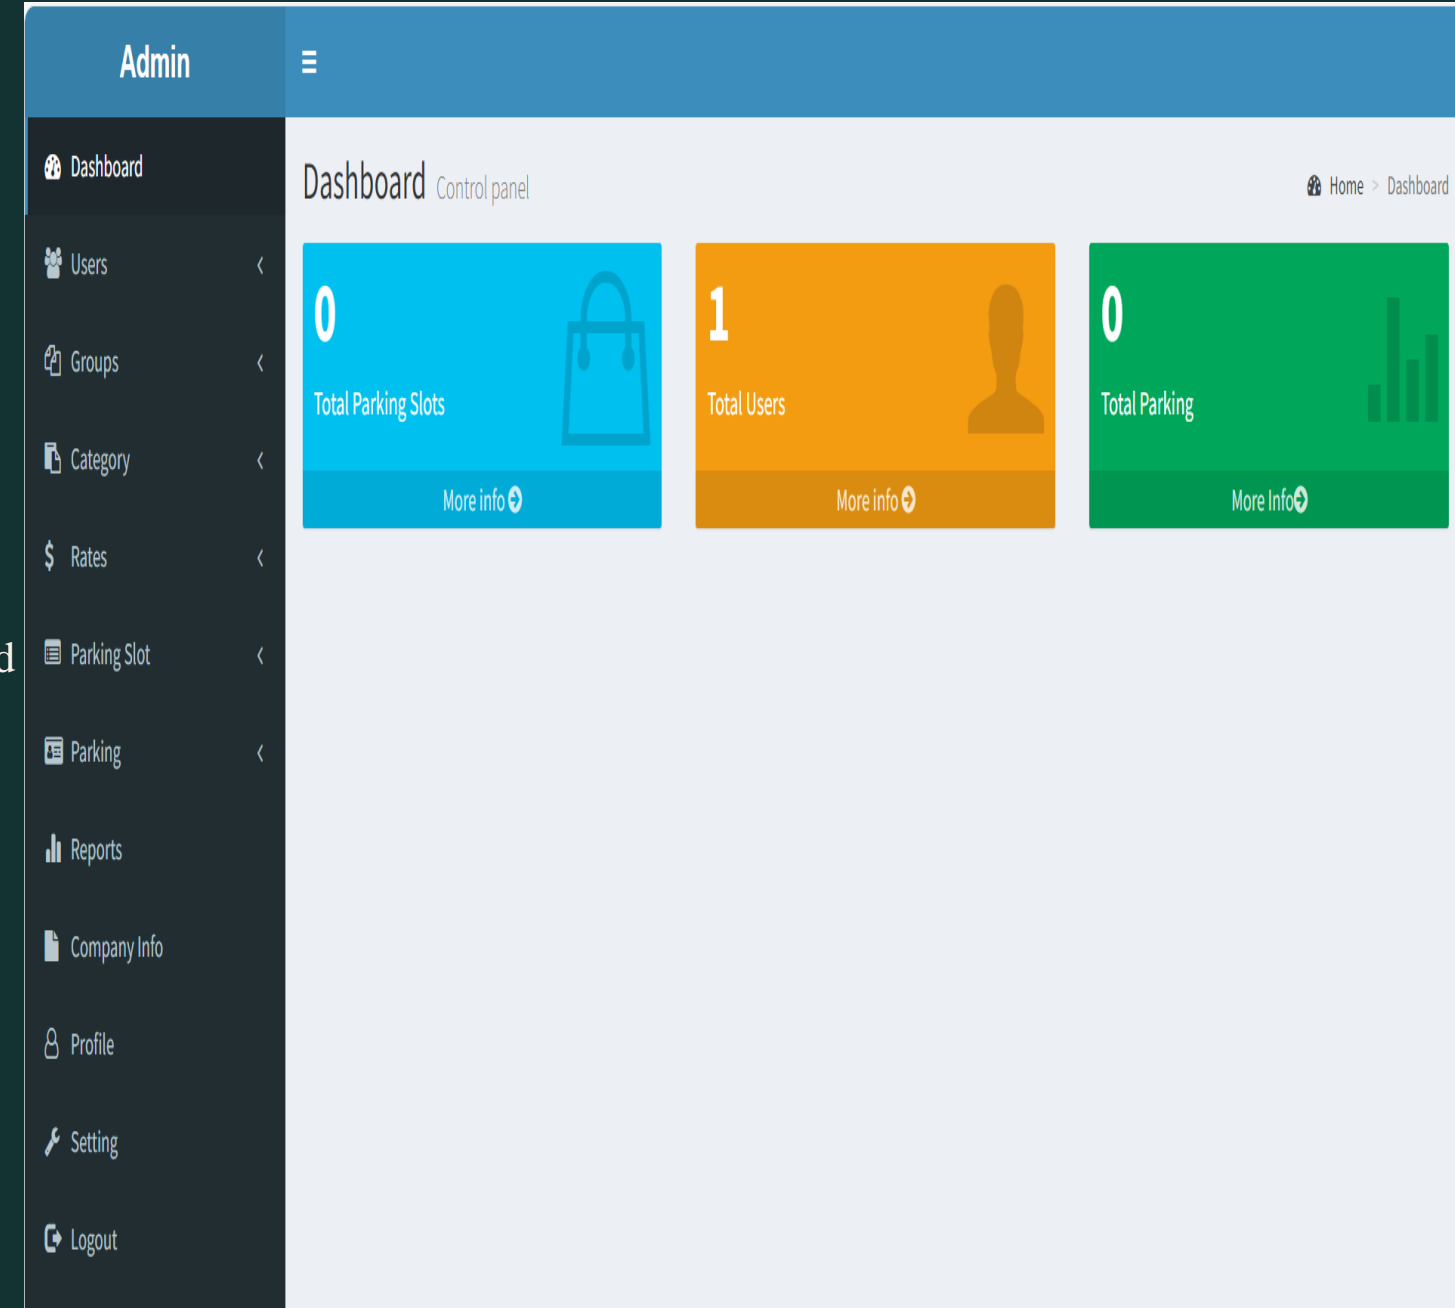 Admin
Dashboard
Users
Groups
Category
$ Rates
Parking Slot
Parking
Reports
Company Info
Profile
Setting
Logout
Dashboard Control panel
Home > Dashboard
0
Total Parking Slots
More info
1
Total Users
More info
0
Total Parking
More Info
d